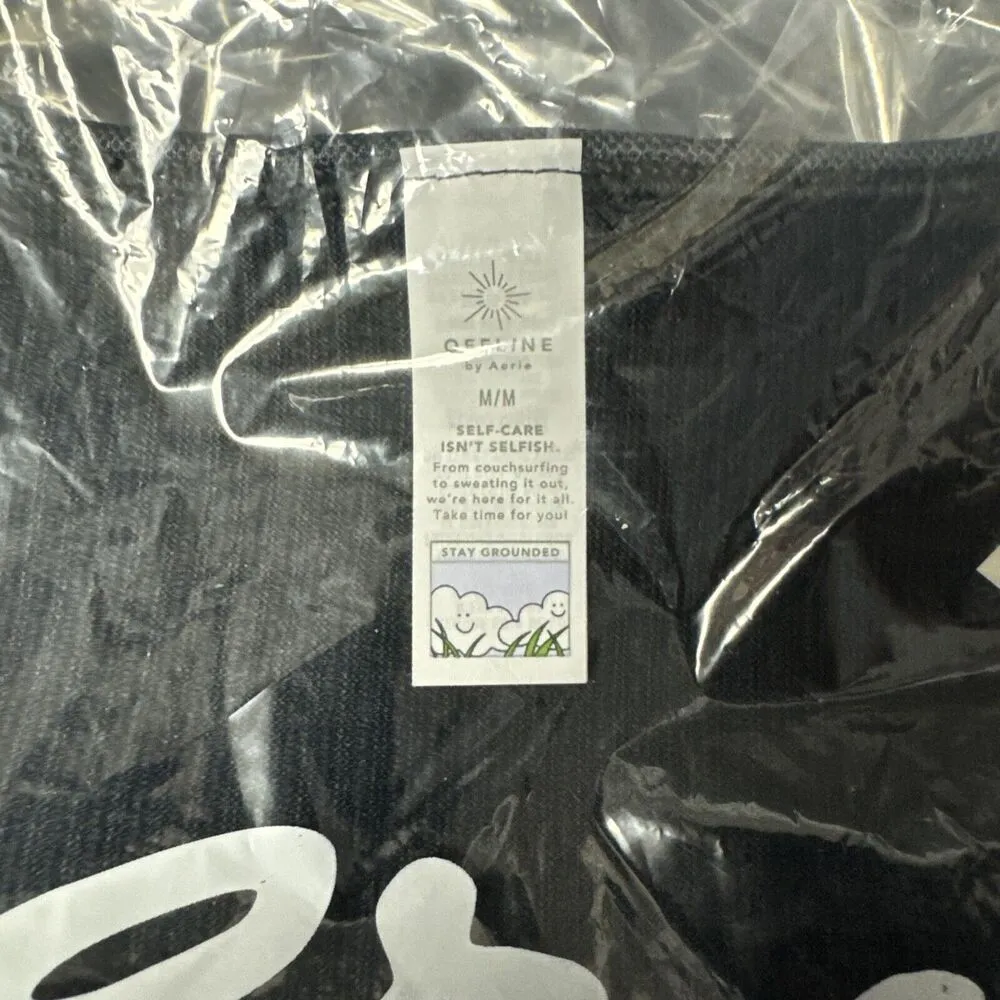 OFFLINE
by Aerie
M/M
SELF-CARE
ISN'T SELFISH.
From couchsurfing
to sweating it out,
we're here for it all.
Take time for you!
STAY GROUNDED